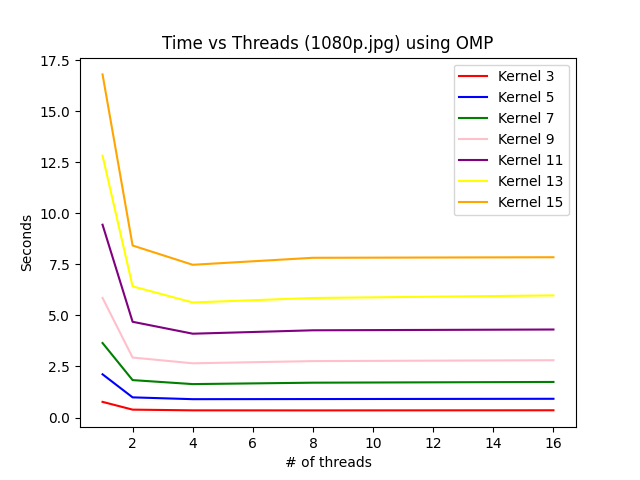 Time vs Threads (1080p.jpg) using OMP
17.5
15.0
12.5
10.0
7.5
5.0
2.5
0.0
Seconds
Kernel 3
Kernel 5
Kernel 7
Kernel 9
Kernel 11
Kernel 13
Kernel 15
2 4 6 8 10 12 14 16
# of threads